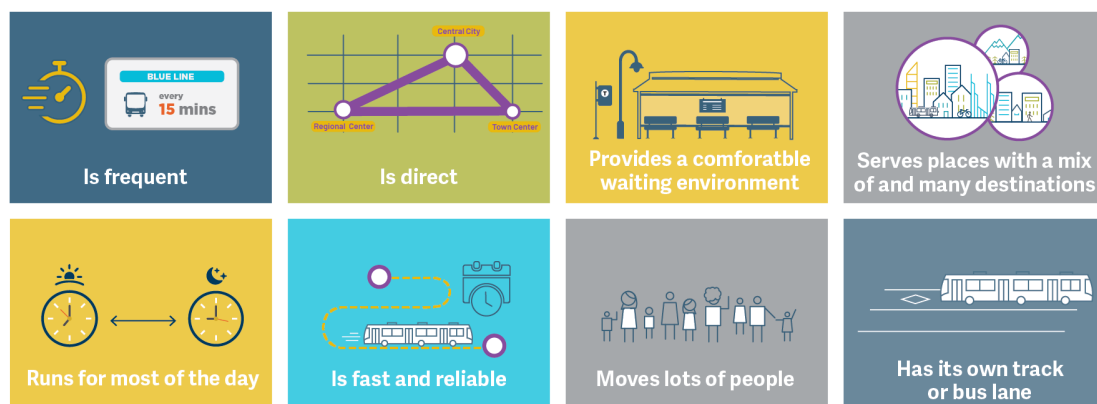 BLUE LINE
every
15 mins
Is frequent
Central City
Regional Center
Town Center
Is direct
T
Provides a comforatble
waiting environment
Serves places with a mix
of and many destinations
Runs for most of the day
Is fast and reliable
Moves lots of people
Has its own track
or bus lane